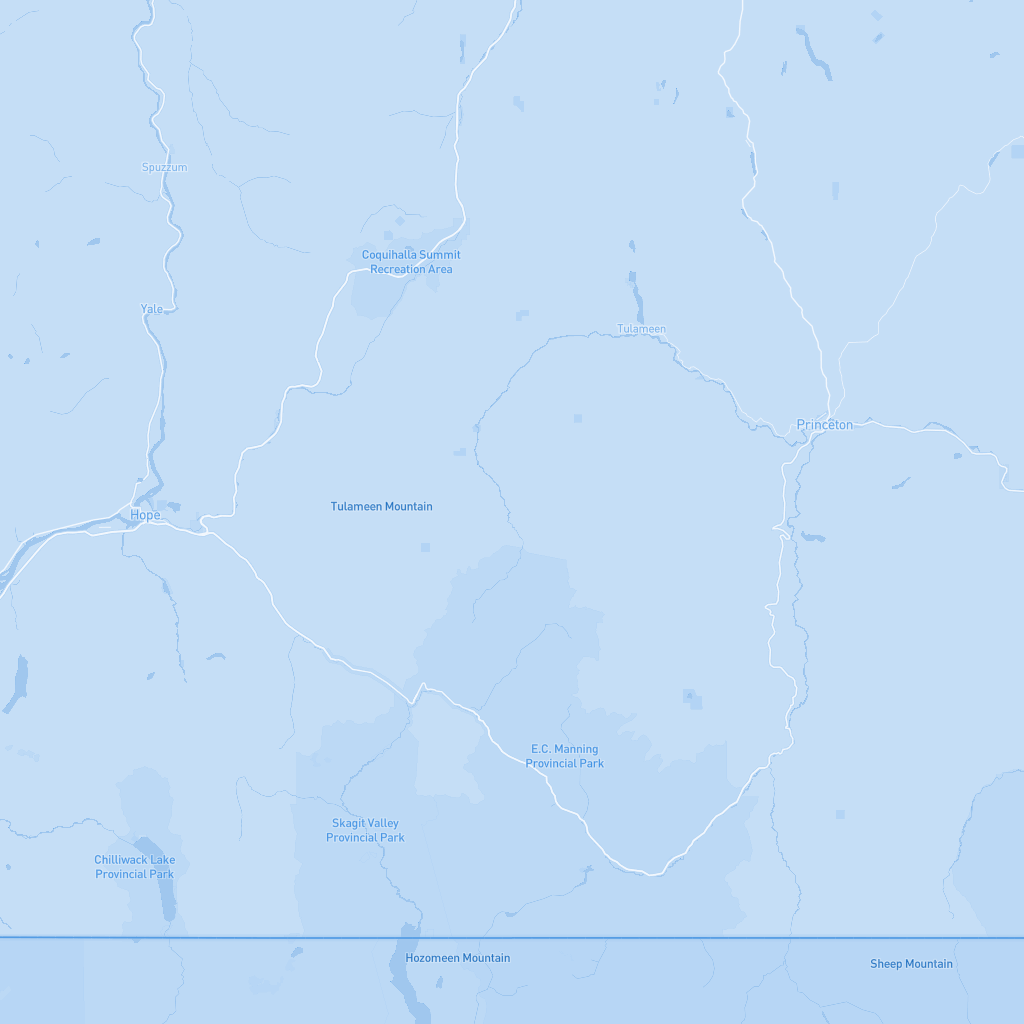 Spuzzum
Coquihalla Summit
Recreation Area
Yale
Tulameen
Princeton
Tulameen Mountain
Hope
E.C. Manning
Provincial Park
Skagit Valley
Provincial Park
Chilliwack Lake
Provincial Park
Hozomeen Mountain
Sheep Mountain